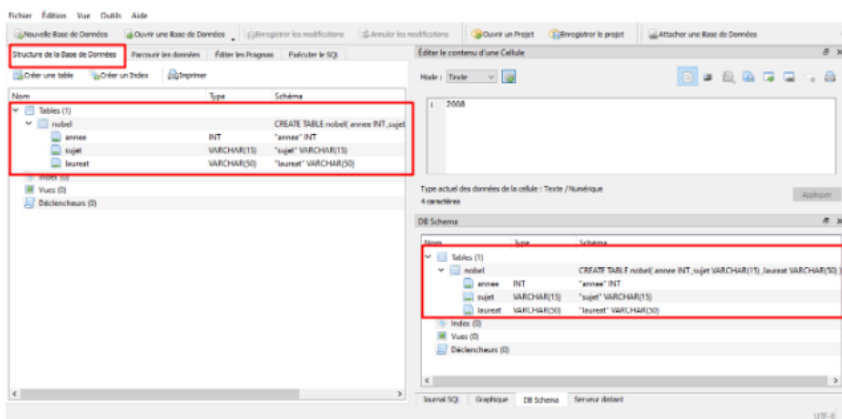 Fichier Édition Vue Outils Aide
Nouvelle Base de Données Ouvrir une Base de Données Enregistrer les modifications Annuler les modifications Ouvrir un Projet Enregistrer le projet Attacher une Base de Données
Structure de la Base de Données Parcourir les données Éditer les Pragmas Exécuter le SQL
Créer une table Créer un Index Imprimer
Nom Type Schéma
Tables (1)
nobel CREATE TABLE nobel( annee INT ,sujet
annee INT "annee" INT
sujet VARCHAR(15) "sujet" VARCHAR(15)
laureat VARCHAR(50) "laureat" VARCHAR(50)
Index (0)
Vues (0)
Déclencheurs (0)
Éditer le contenu d'une Cellule
Mode : Texte
1 2008
Type actuel des données de la cellule : Texte / Numérique
4 caractères
Appliquer
DB Schema
Nom Type Schéma
Tables (1)
nobel CREATE TABLE nobel( annee INT ,sujet VARCHAR(15) ,laureat VARCHAR(50) )
annee INT "annee" INT
sujet VARCHAR(15) "sujet" VARCHAR(15)
laureat VARCHAR(50) "laureat" VARCHAR(50)
Index (0)
Vues (0)
Déclencheurs (0)
Journal SQL Graphique DB Schema Serveur distant
UTF-8